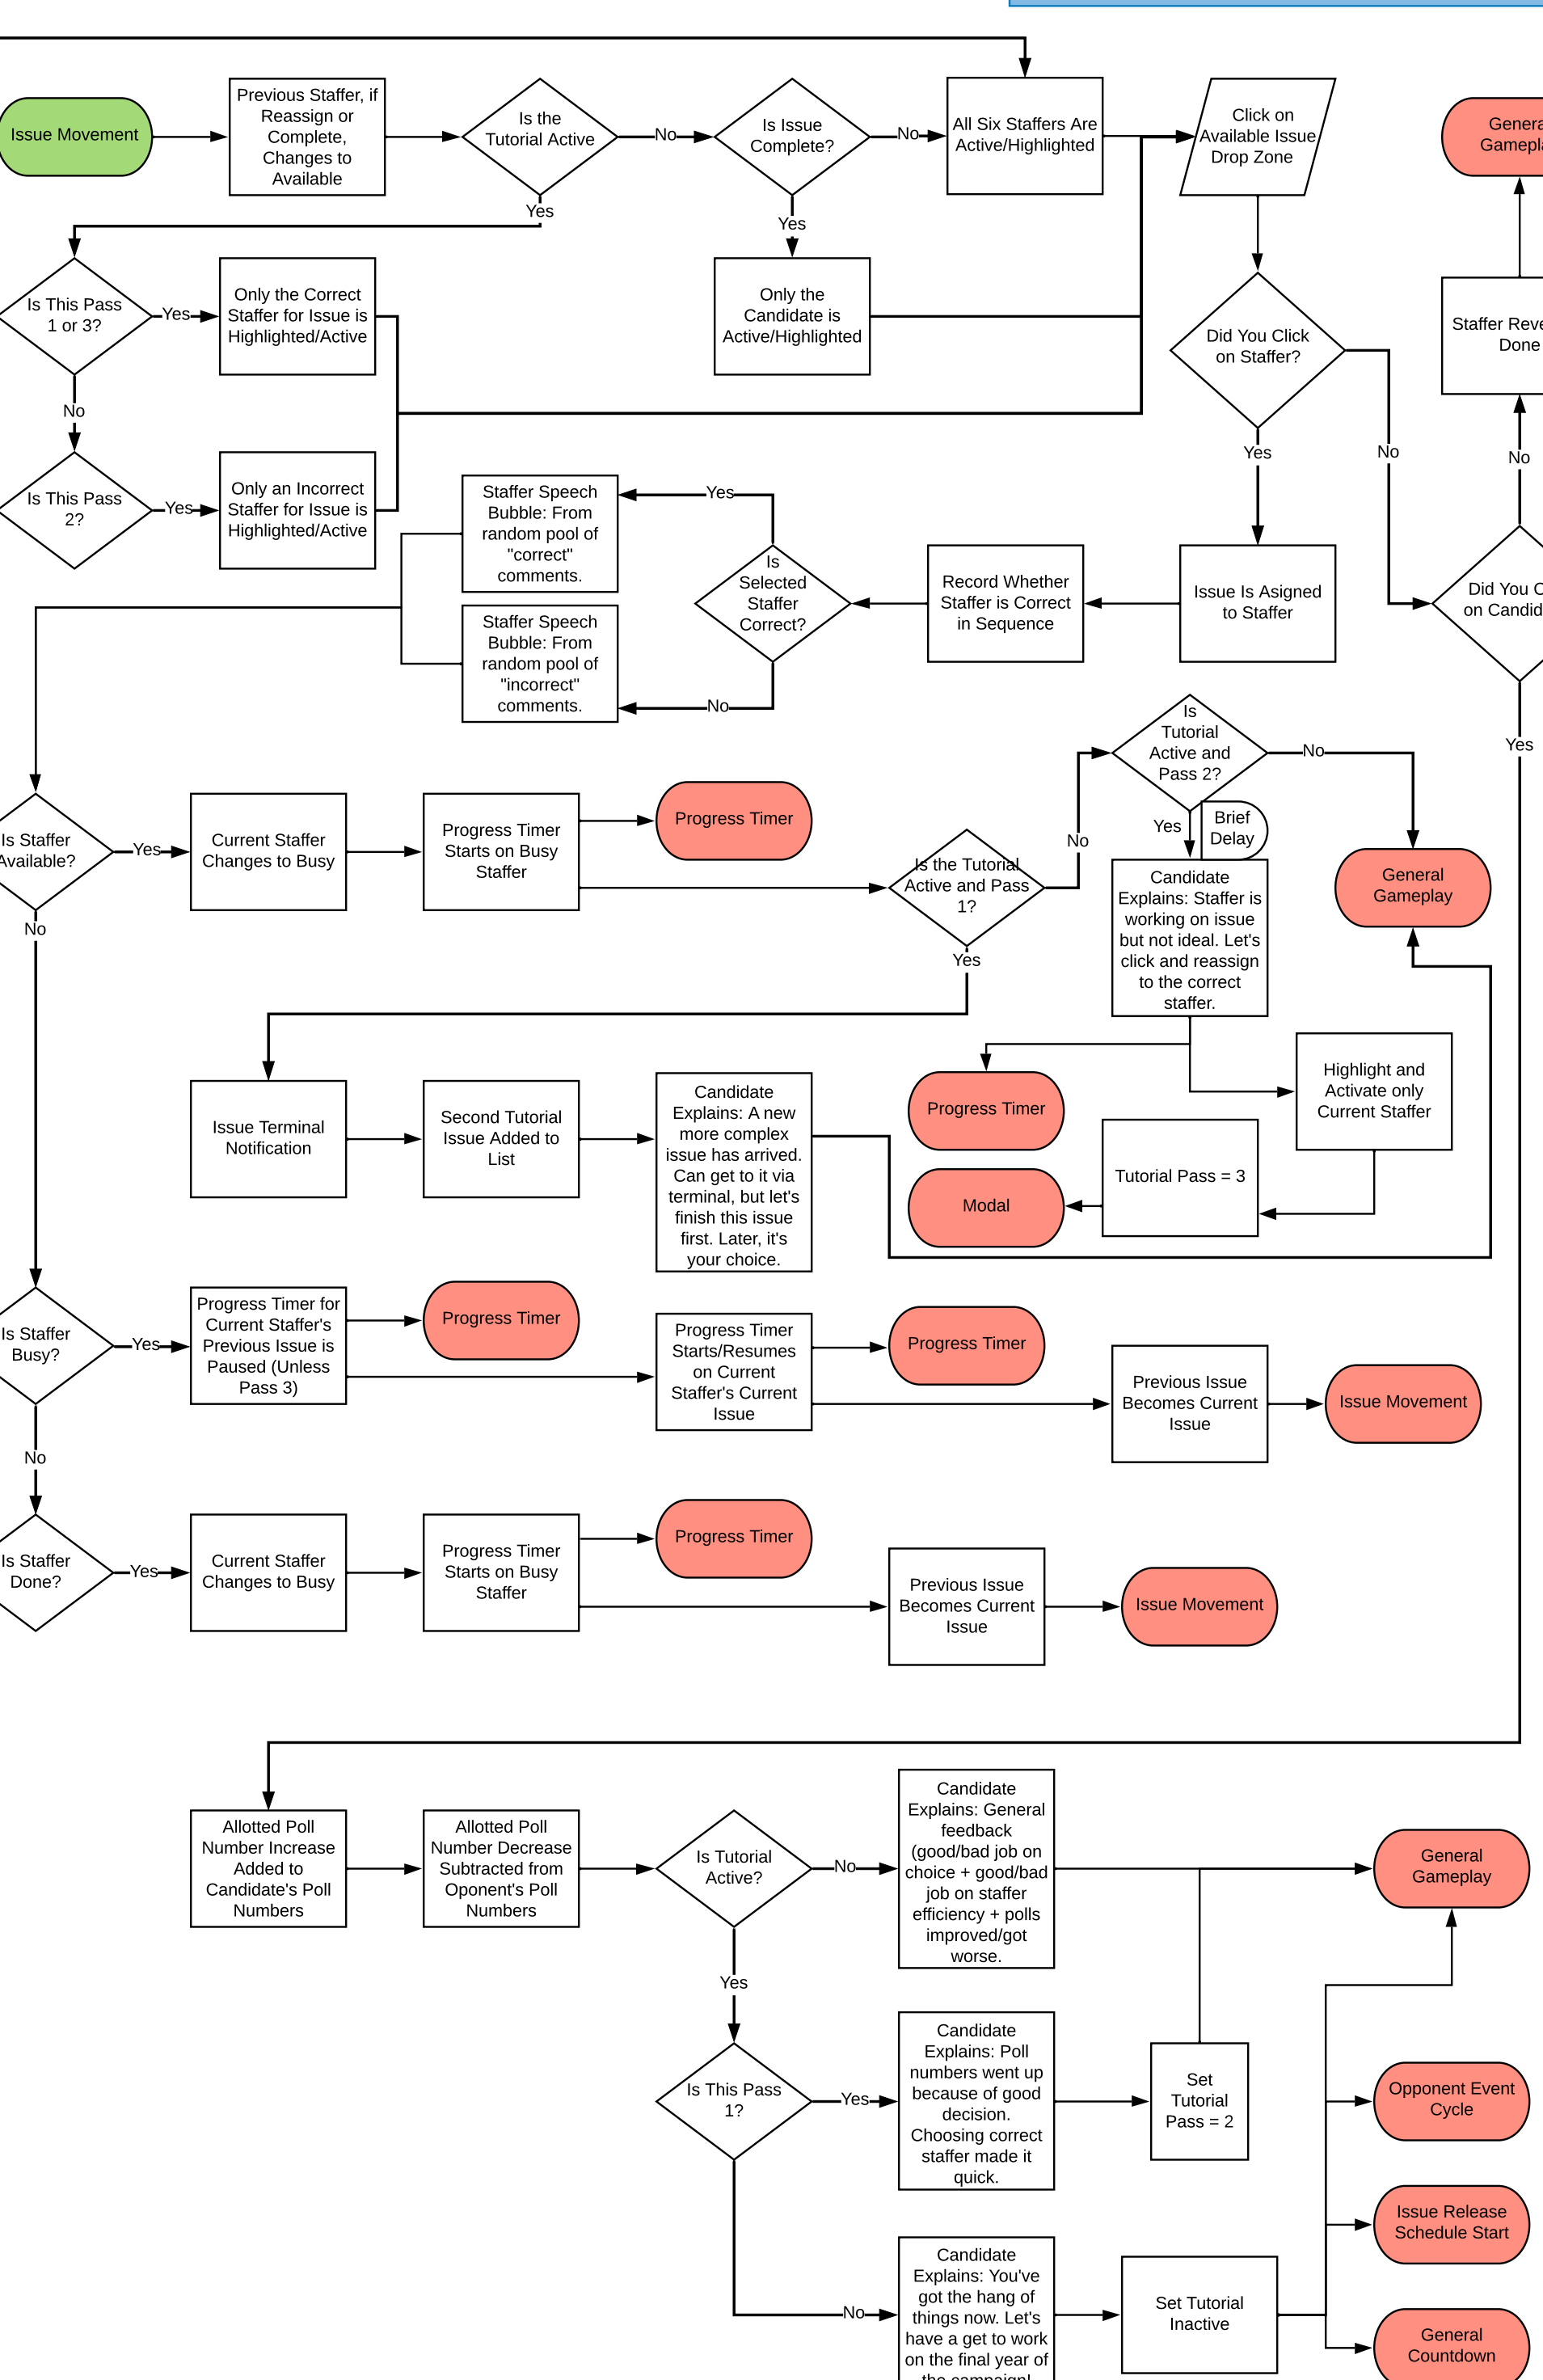 Issue Movement
Previous Staffer, if
Reassign or
Complete,
Changes to
Available
Is the
Tutorial Active
No
Is Issue
Complete?
No
All Six Staffers Are
Active/Highlighted
Click on
Available Issue
Drop Zone
Yes
Yes
Is This Pass
1 or 3?
Yes
Only the Correct
Staffer for Issue is
Highlighted/Active
Only the
Candidate is
Active/Highlighted
Did You Click
on Staffer?
Staffer
Done
No
Yes
No
No
Is This Pass
2?
Yes
Only an Incorrect
Staffer for Issue is
Highlighted/Active
Staffer Speech
Bubble: From
random pool of
"correct"
comments.
Yes
Is
Selected
Staffer
Correct?
Record Whether
Staffer is Correct
in Sequence
Issue Is Asigned
to Staffer
Did You
on
Staffer Speech
Bubble: From
random pool of
"incorrect"
comments.
No
Yes
Is
Tutorial
Active and
Pass 2?
No
Yes
Brief
Delay
Is Staffer
Available?
Yes
Current Staffer
Changes to Busy
Progress Timer
Starts on Busy
Staffer
Progress Timer
Is the Tutorial
Active and Pass
1?
No
Candidate
Explains: Staffer is
working on issue
but not ideal. Let's
click and reassign
to the correct
staffer.
General
Gameplay
No
Yes
Issue Terminal
Notification
Second Tutorial
Issue Added to
List
Candidate
Explains: A new
more complex
issue has arrived.
Can get to it via
terminal, but let's
finish this issue
first. Later, it's
your choice.
Progress Timer
Highlight and
Activate only
Current Staffer
Tutorial Pass = 3
Modal
Is Staffer
Busy?
Yes
Progress Timer for
Current Staffer's
Previous Issue is
Paused (Unless
Pass 3)
Progress Timer
Progress Timer
Starts/Resumes
on Current
Staffer's Current
Issue
Progress Timer
Previous Issue
Becomes Current
Issue
Issue Movement
No
Is Staffer
Done?
Yes
Current Staffer
Changes to Busy
Progress Timer
Starts on Busy
Staffer
Progress Timer
Previous Issue
Becomes Current
Issue
Issue Movement
Allotted Poll
Number Increase
Added to
Candidate's Poll
Numbers
Allotted Poll
Number Decrease
Subtracted from
Oponent's Poll
Numbers
Is Tutorial
Active?
No
Candidate
Explains: General
feedback
(good/bad job on
choice + good/bad
job on staffer
efficiency + polls
improved/got
worse.
General
Gameplay
Yes
Is This Pass
1?
Yes
Candidate
Explains: Poll
numbers went up
because of good
decision.
Choosing correct
staffer made it
quick.
Set
Tutorial
Pass = 2
Opponent Event
Cycle
Issue Release
Schedule Start
No
Candidate
Explains: You've
got the hang of
things now. Let's
have a get to work
on the final year of
the campaign!
Set Tutorial
Inactive
General
Countdown